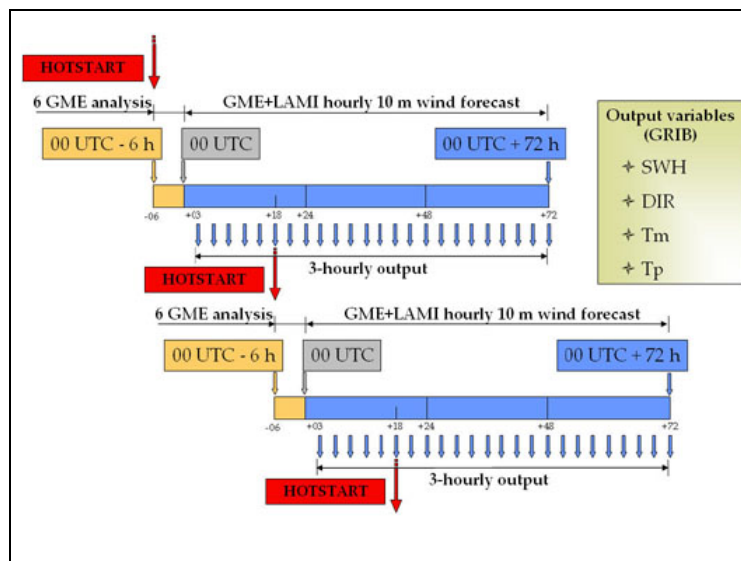 HOTSTART
6 GME analysis
GME+LAMI hourly 10 m wind forecast
00 UTC - 6 h
00 UTC
00 UTC + 72 h
-06
+03
+18
+24
+48
+72
3-hourly output
Output variables
(GRIB)
SWH
DIR
Tm
Tp
HOTSTART
6 GME analysis
GME+LAMI hourly 10 m wind forecast
00 UTC - 6 h
00 UTC
00 UTC + 72 h
-06
+03
+18
+24
+48
+72
3-hourly output
HOTSTART